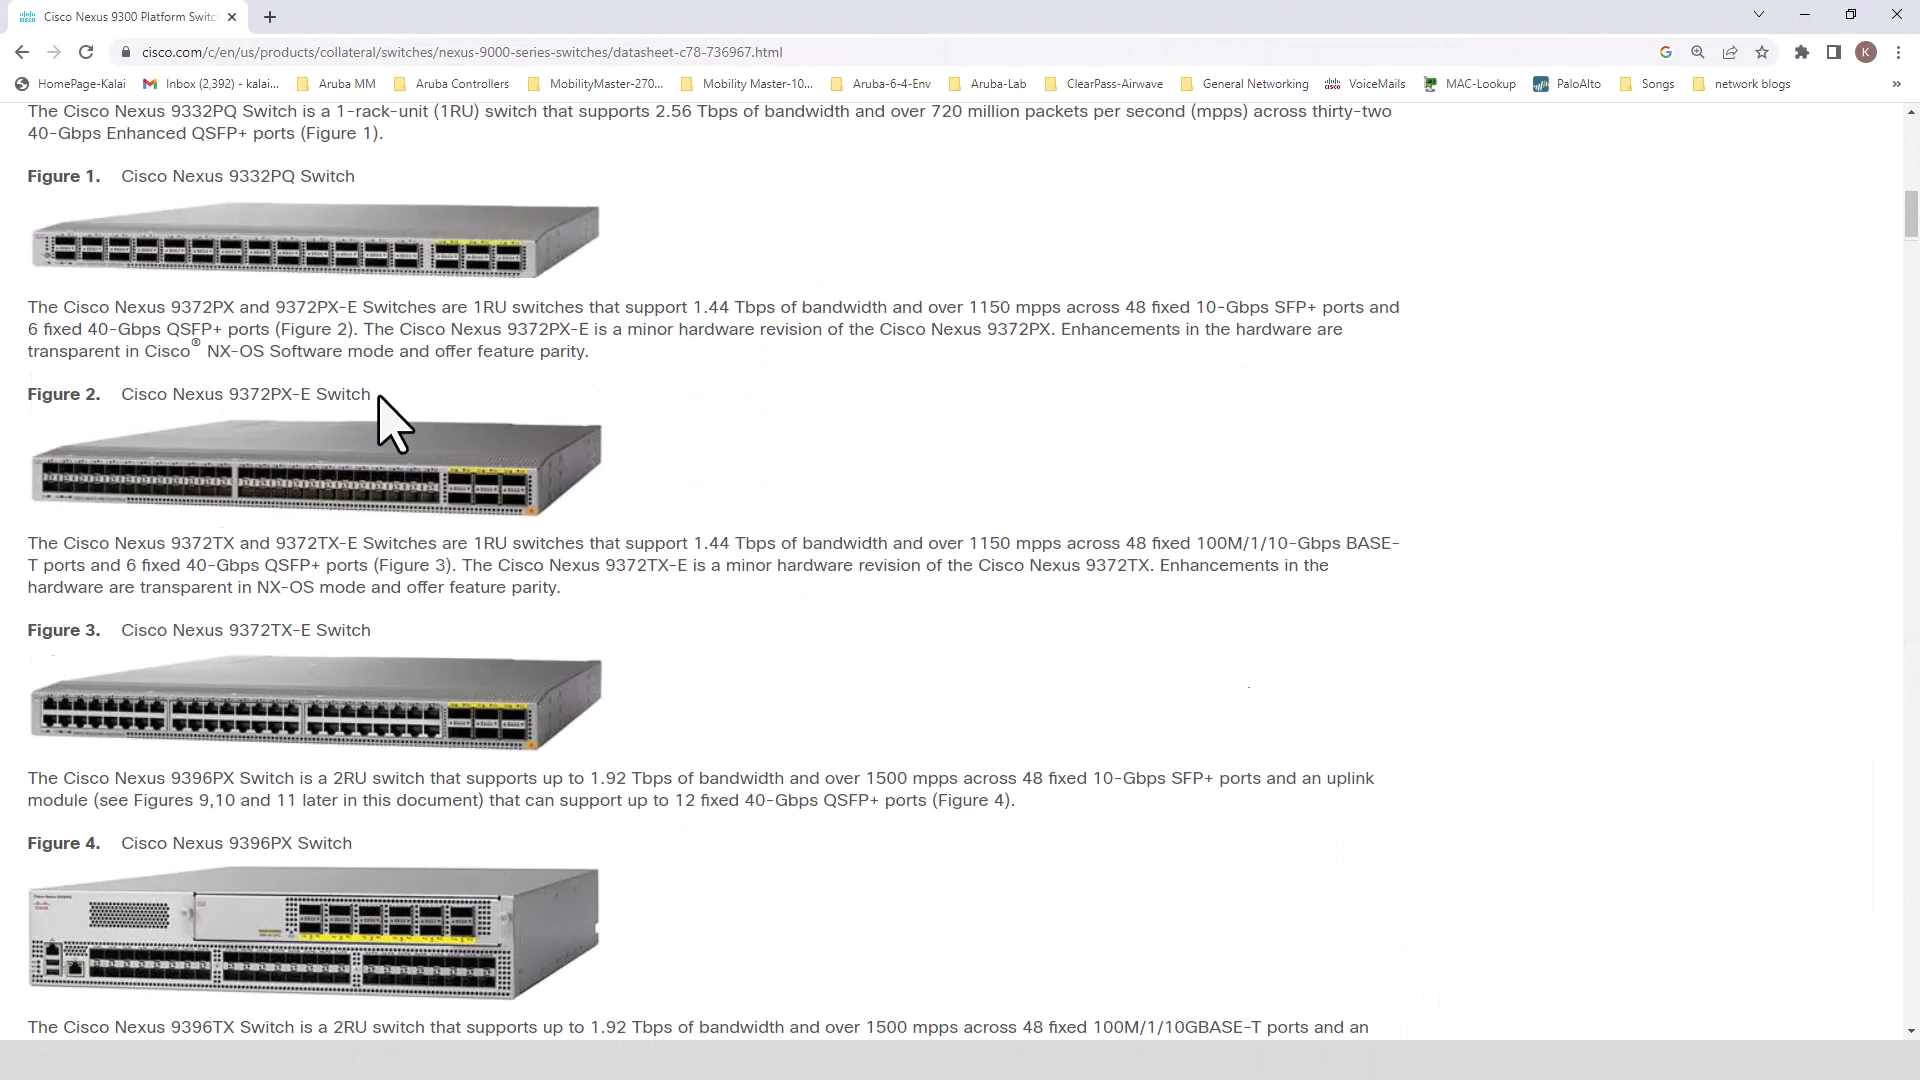 Cisco Nexus 9300 Platform Switc
cisco.com/c/en/us/products/collateral/switches/nexus-9000-series-switches/datasheet-c78-736967.html
K
HomePage-Kalai
Inbox (2,392) - kalai...
Aruba MM
Aruba Controllers
MobilityMaster-270...
Mobility Master-10...
Aruba-6-4-Env
Aruba-Lab
ClearPass-Airwave
General Networking
VoiceMails
MAC-Lookup
PaloAlto
Songs
network blogs
»
The Cisco Nexus 9332PQ Switch is a 1-rack-unit (1RU) switch that supports 2.56 Tbps of bandwidth and over 720 million packets per second (mpps) across thirty-two
40-Gbps Enhanced QSFP+ ports (Figure 1).
Figure 1. Cisco Nexus 9332PQ Switch
The Cisco Nexus 9372PX and 9372PX-E Switches are 1RU switches that support 1.44 Tbps of bandwidth and over 1150 mpps across 48 fixed 10-Gbps SFP+ ports and
6 fixed 40-Gbps QSFP+ ports (Figure 2). The Cisco Nexus 9372PX-E is a minor hardware revision of the Cisco Nexus 9372PX. Enhancements in the hardware are
transparent in Cisco® NX-OS Software mode and offer feature parity.
Figure 2. Cisco Nexus 9372PX-E Switch
The Cisco Nexus 9372TX and 9372TX-E Switches are 1RU switches that support 1.44 Tbps of bandwidth and over 1150 mpps across 48 fixed 100M/1/10-Gbps BASE-
T ports and 6 fixed 40-Gbps QSFP+ ports (Figure 3). The Cisco Nexus 9372TX-E is a minor hardware revision of the Cisco Nexus 9372TX. Enhancements in the
hardware are transparent in NX-OS mode and offer feature parity.
Figure 3. Cisco Nexus 9372TX-E Switch
The Cisco Nexus 9396PX Switch is a 2RU switch that supports up to 1.92 Tbps of bandwidth and over 1500 mpps across 48 fixed 10-Gbps SFP+ ports and an uplink
module (see Figures 9,10 and 11 later in this document) that can support up to 12 fixed 40-Gbps QSFP+ ports (Figure 4).
Figure 4. Cisco Nexus 9396PX Switch
The Cisco Nexus 9396TX Switch is a 2RU switch that supports up to 1.92 Tbps of bandwidth and over 1500 mpps across 48 fixed 100M/1/10GBASE-T ports and an